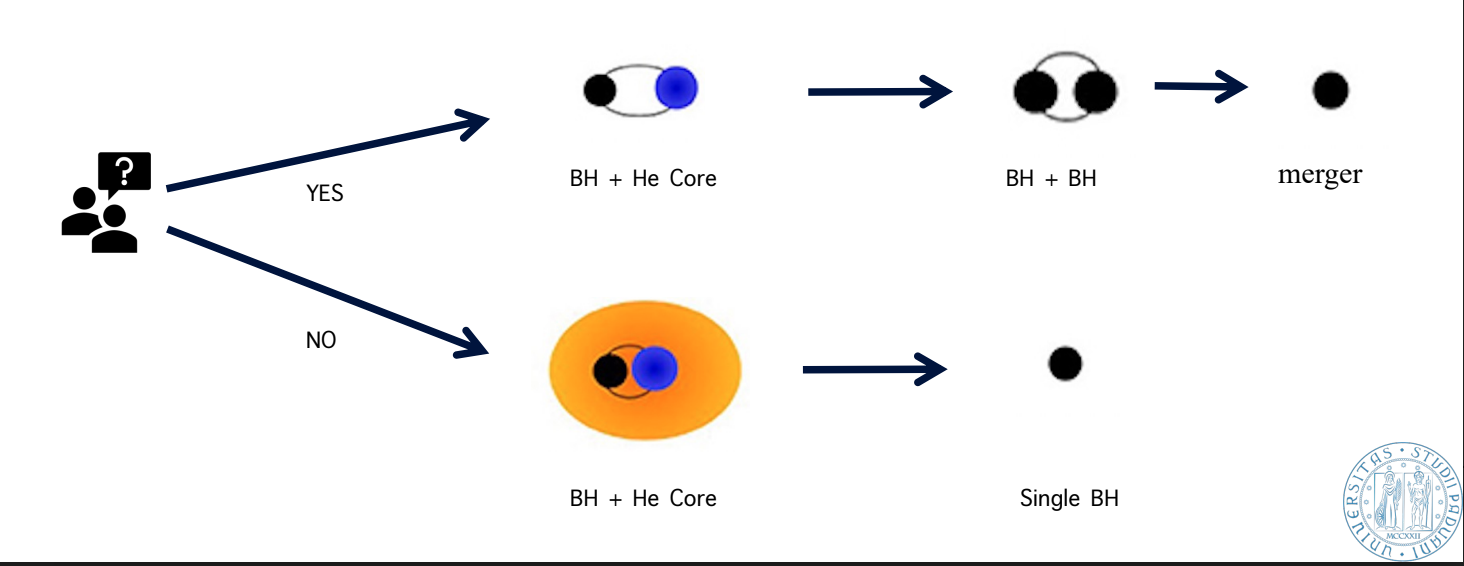 ?
YES
BH + He Core
BH + BH
merger
NO
BH + He Core
Single BH
UNIVERSITAS • STUDII PADUANI •
MCCXXII